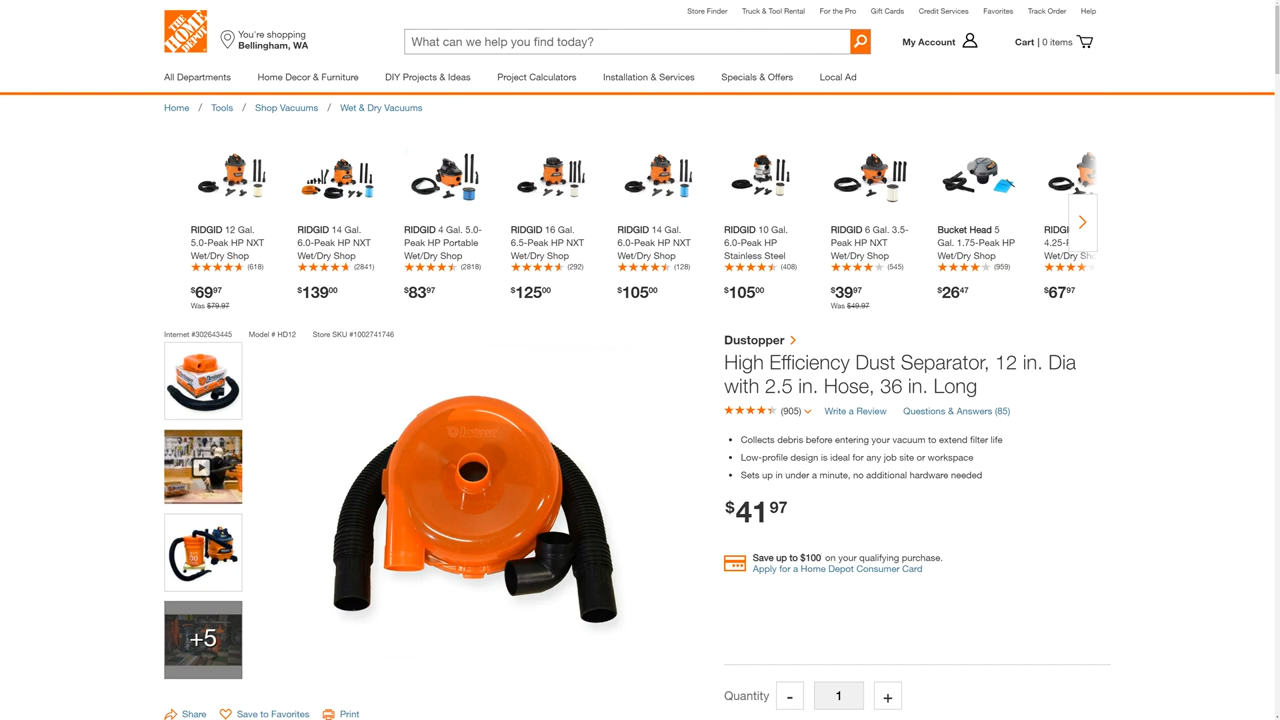 Store Finder Truck & Tool Rental For the Pro Gift Cards Credit Services Favorites Track Order Help
THE HOME DEPOT
You're shopping
Bellingham, WA
What can we help you find today?
My Account
Cart | 0 items
All Departments Home Decor & Furniture DIY Projects & Ideas Project Calculators Installation & Services Specials & Offers Local Ad
Home / Tools / Shop Vacuums / Wet & Dry Vacuums
RIDGID 12 Gal.
5.0-Peak HP NXT
Wet/Dry Shop
(618)
$69 97
Was $79.97
RIDGID 14 Gal.
6.0-Peak HP NXT
Wet/Dry Shop
(2841)
$139 00
RIDGID 4 Gal. 5.0-
Peak HP Portable
Wet/Dry Shop
(2818)
$83 97
RIDGID 16 Gal.
6.5-Peak HP NXT
Wet/Dry Shop
(292)
$125 00
RIDGID 14 Gal.
6.0-Peak HP NXT
Wet/Dry Shop
(128)
$105 00
RIDGID 10 Gal.
6.0-Peak HP
Stainless Steel
(408)
$105 00
RIDGID 6 Gal. 3.5-
Peak HP NXT
Wet/Dry Shop
(545)
$39 97
Was $49.97
Bucket Head 5
Gal. 1.75-Peak HP
Wet/Dry Shop
(959)
$26 47
4.25-
Wet/Dry
$67 97
Internet #302643445 Model # HD12 Store SKU #1002741746
+5
Share Save to Favorites Print
Dustopper
High Efficiency Dust Separator, 12 in. Dia
with 2.5 in. Hose, 36 in. Long
(905) Write a Review Questions & Answers (85)
• Collects debris before entering your vacuum to extend filter life
• Low-profile design is ideal for any job site or workspace
• Sets up in under a minute, no additional hardware needed
$41 97
Save up to $100 on your qualifying purchase.
Apply for a Home Depot Consumer Card
Quantity - 1 +